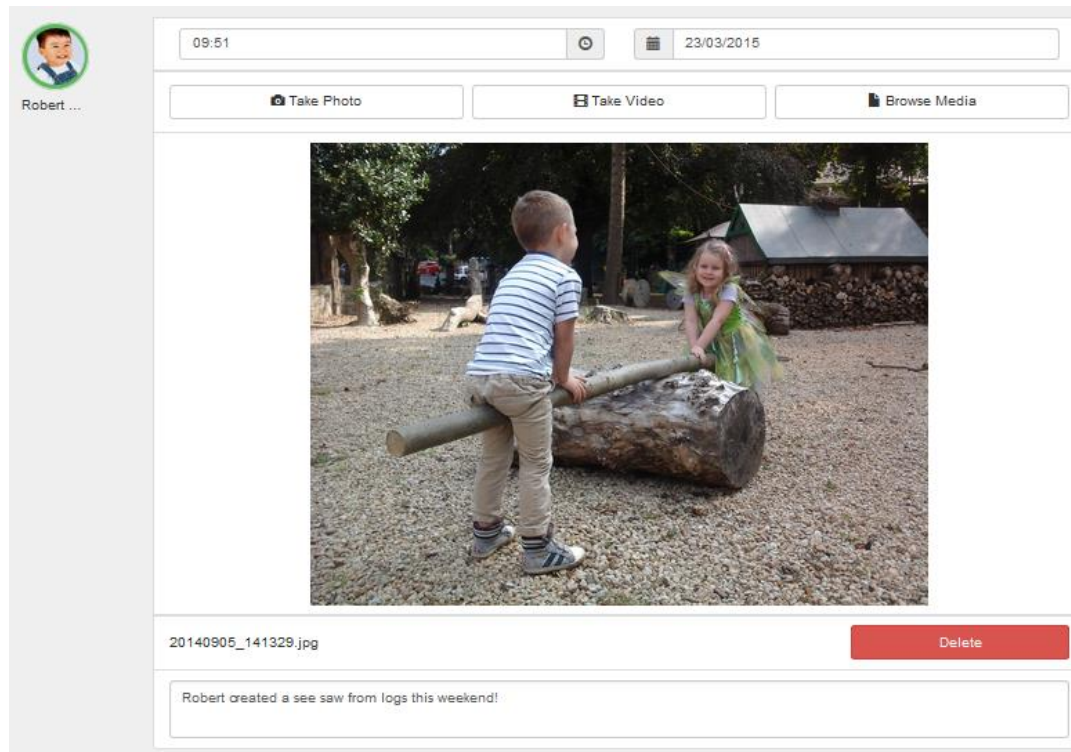 09:51
23/03/2015
Robert ...
Take Photo
Take Video
Browse Media
20140905_141329.jpg
Delete
Robert created a see saw from logs this weekend!